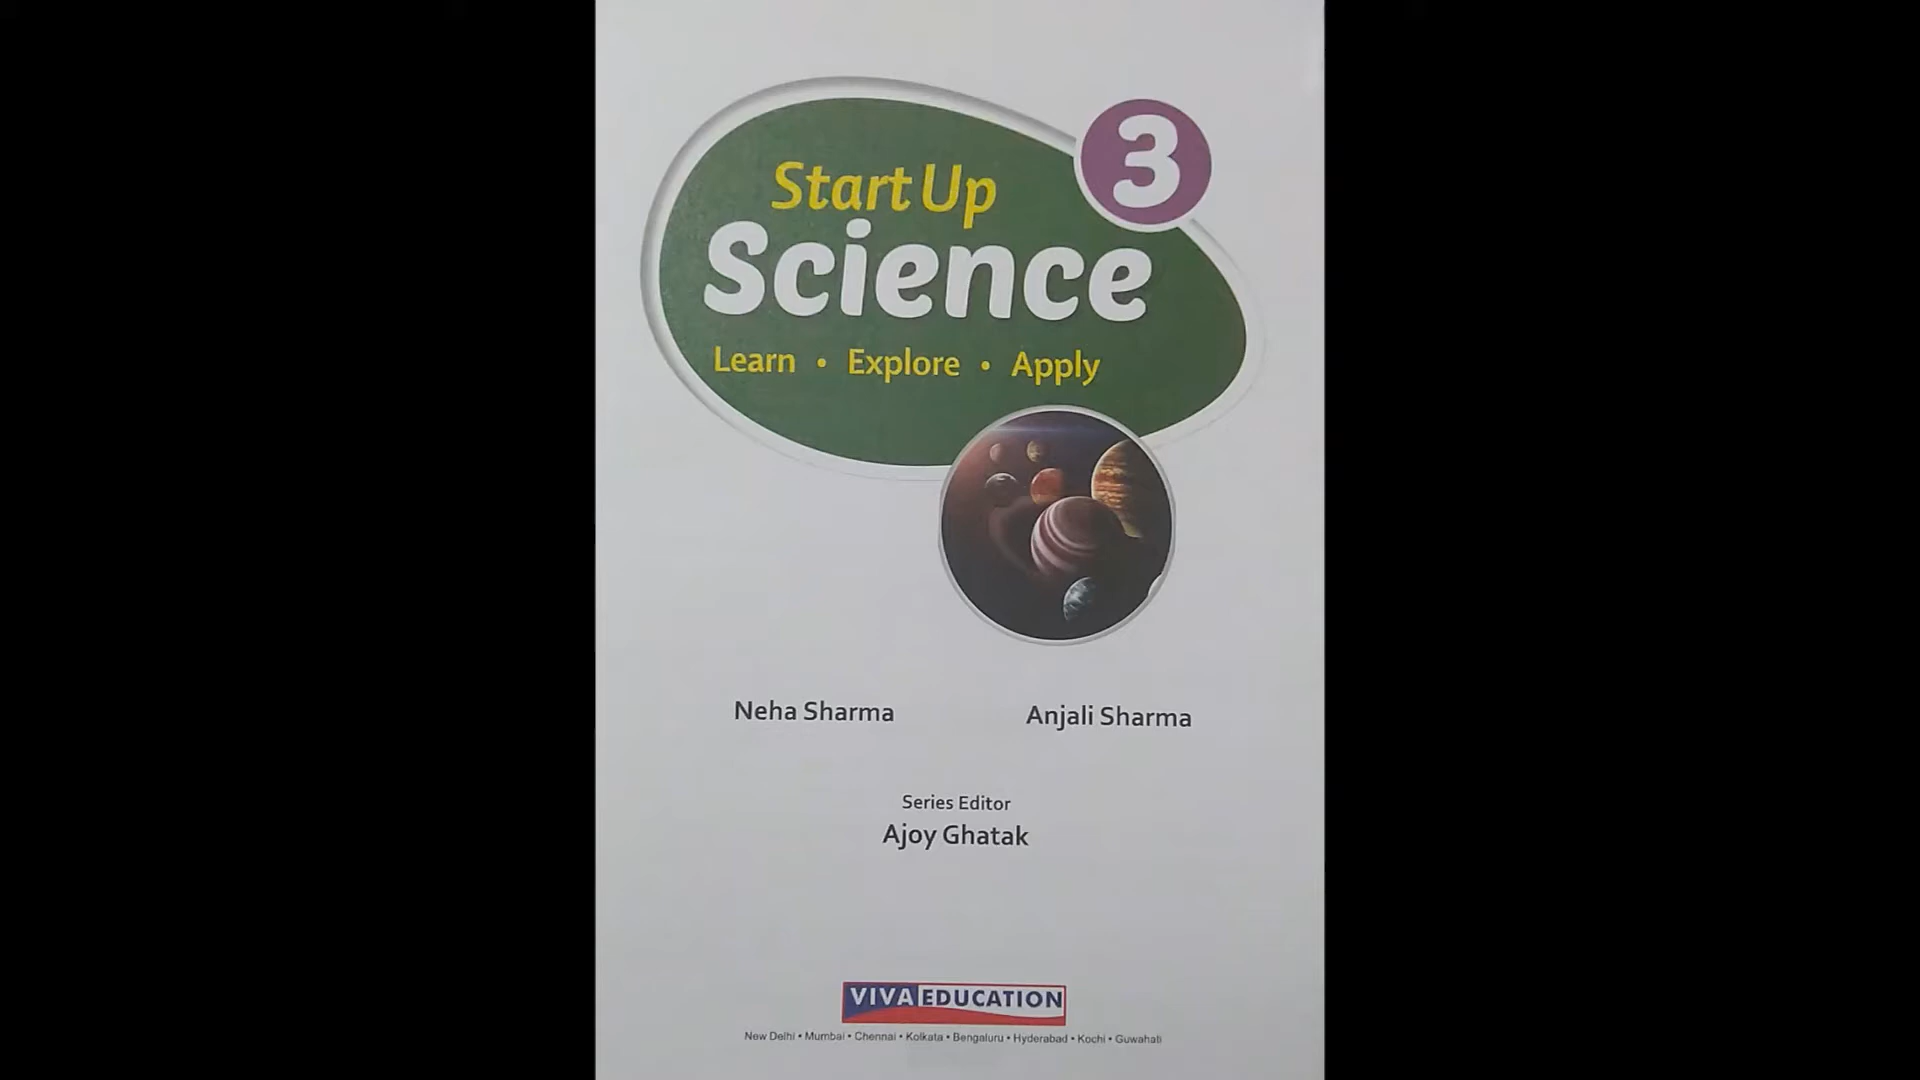 3
Start Up
Science
Learn • Explore • Apply
Neha Sharma
Anjali Sharma
Series Editor
Ajoy Ghatak
VIVA EDUCATION
New Delhi • Mumbai • Chennai • Kolkata • Bengaluru • Hyderabad • Kochi • Guwahati